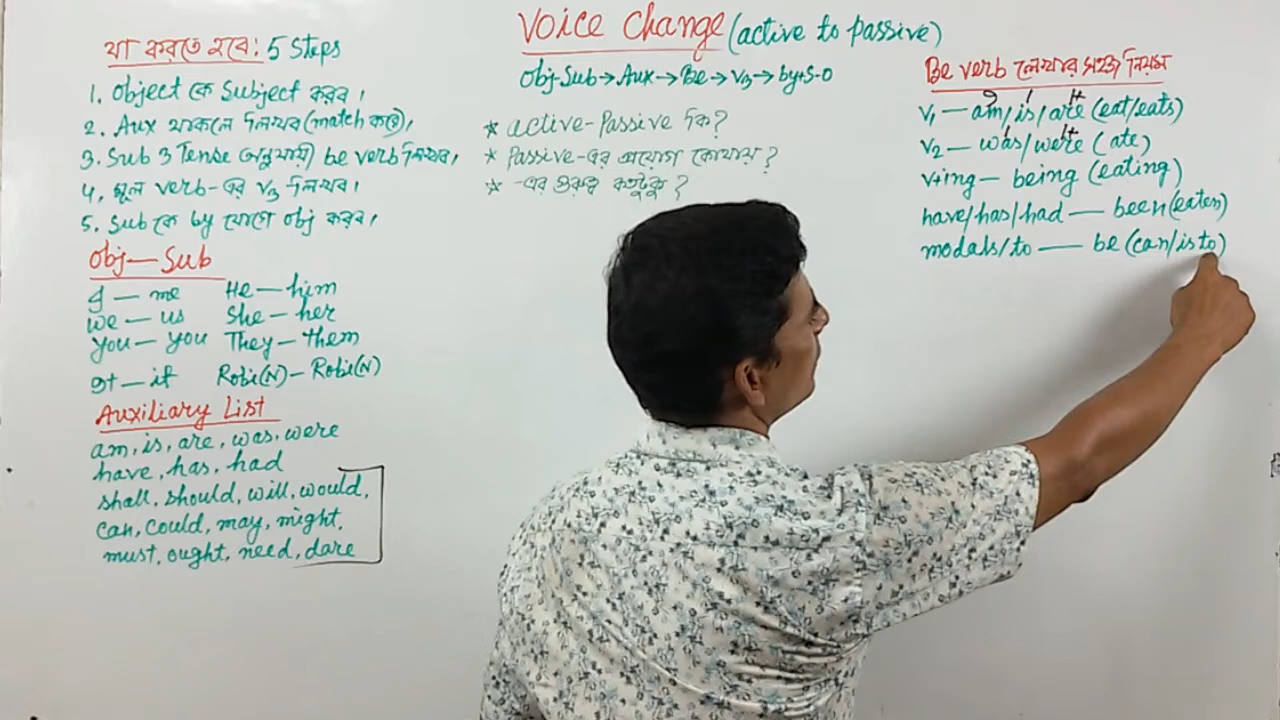 Voice Change (active to passive)
Obj-Sub→Aux→Be→V3→by+S-O
* active-Passive কি?
* Passive-এর প্রয়োগ কোথায়?
* -এর গুরুত্ব কতটুকু?
যা করতে হবে: 5 Steps
1. Object কে Subject করব।
2. Aux থাকলে লিখব (match করে)।
3. Sub ও Tense অনুযায়ী be verb লিখব।
4. মূল verb-এর V3 লিখব।
5. Sub কে by যোগে obj করব।
Obj—Sub
I — me He — him
we — us She — her
You — you They — them
It — it Robi(N) — Robi(N)
Auxiliary List
am, is, are, was, were
have, has, had
shall, should, will, would,
can, could, may, might,
must, ought, need, dare
Be verb লেখার সহজ নিয়ম
V1 — am/is/are (eat/eats)
V2 — was/were (ate)
V+ing — being (eating)
have/has/had — been (eaten)
modals/to — be (can/is to)